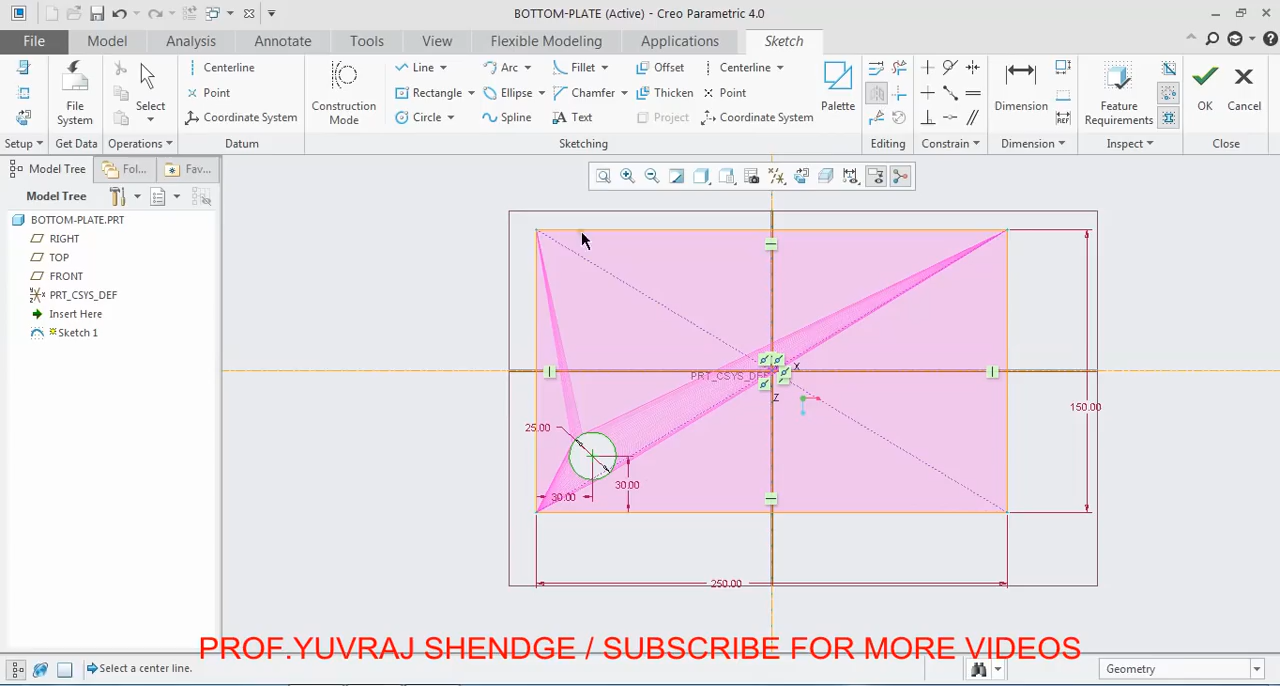 BOTTOM-PLATE (Active) - Creo Parametric 4.0
File Model Analysis Annotate Tools View Flexible Modeling Applications Sketch
Centerline Line Arc Fillet Offset Centerline
Point Rectangle Ellipse Chamfer Thicken Point
Coordinate System Circle Spline Text Project Coordinate System
File System Select Construction Mode Palette Dimension Feature Requirements OK Cancel
Setup Get Data Operations Datum Sketching Editing Constrain Dimension Inspect Close
REF
Model Tree Fol... Fav...
Model Tree
BOTTOM-PLATE.PRT
RIGHT
TOP
FRONT
PRT_CSYS_DEF
Insert Here
Sketch 1
X
PRT_CSYS_DEF
Z
150.00
25.00
30.00
30.00
250.00
PROF.YUVRAJ SHENDGE / SUBSCRIBE FOR MORE VIDEOS
Select a center line.
Geometry